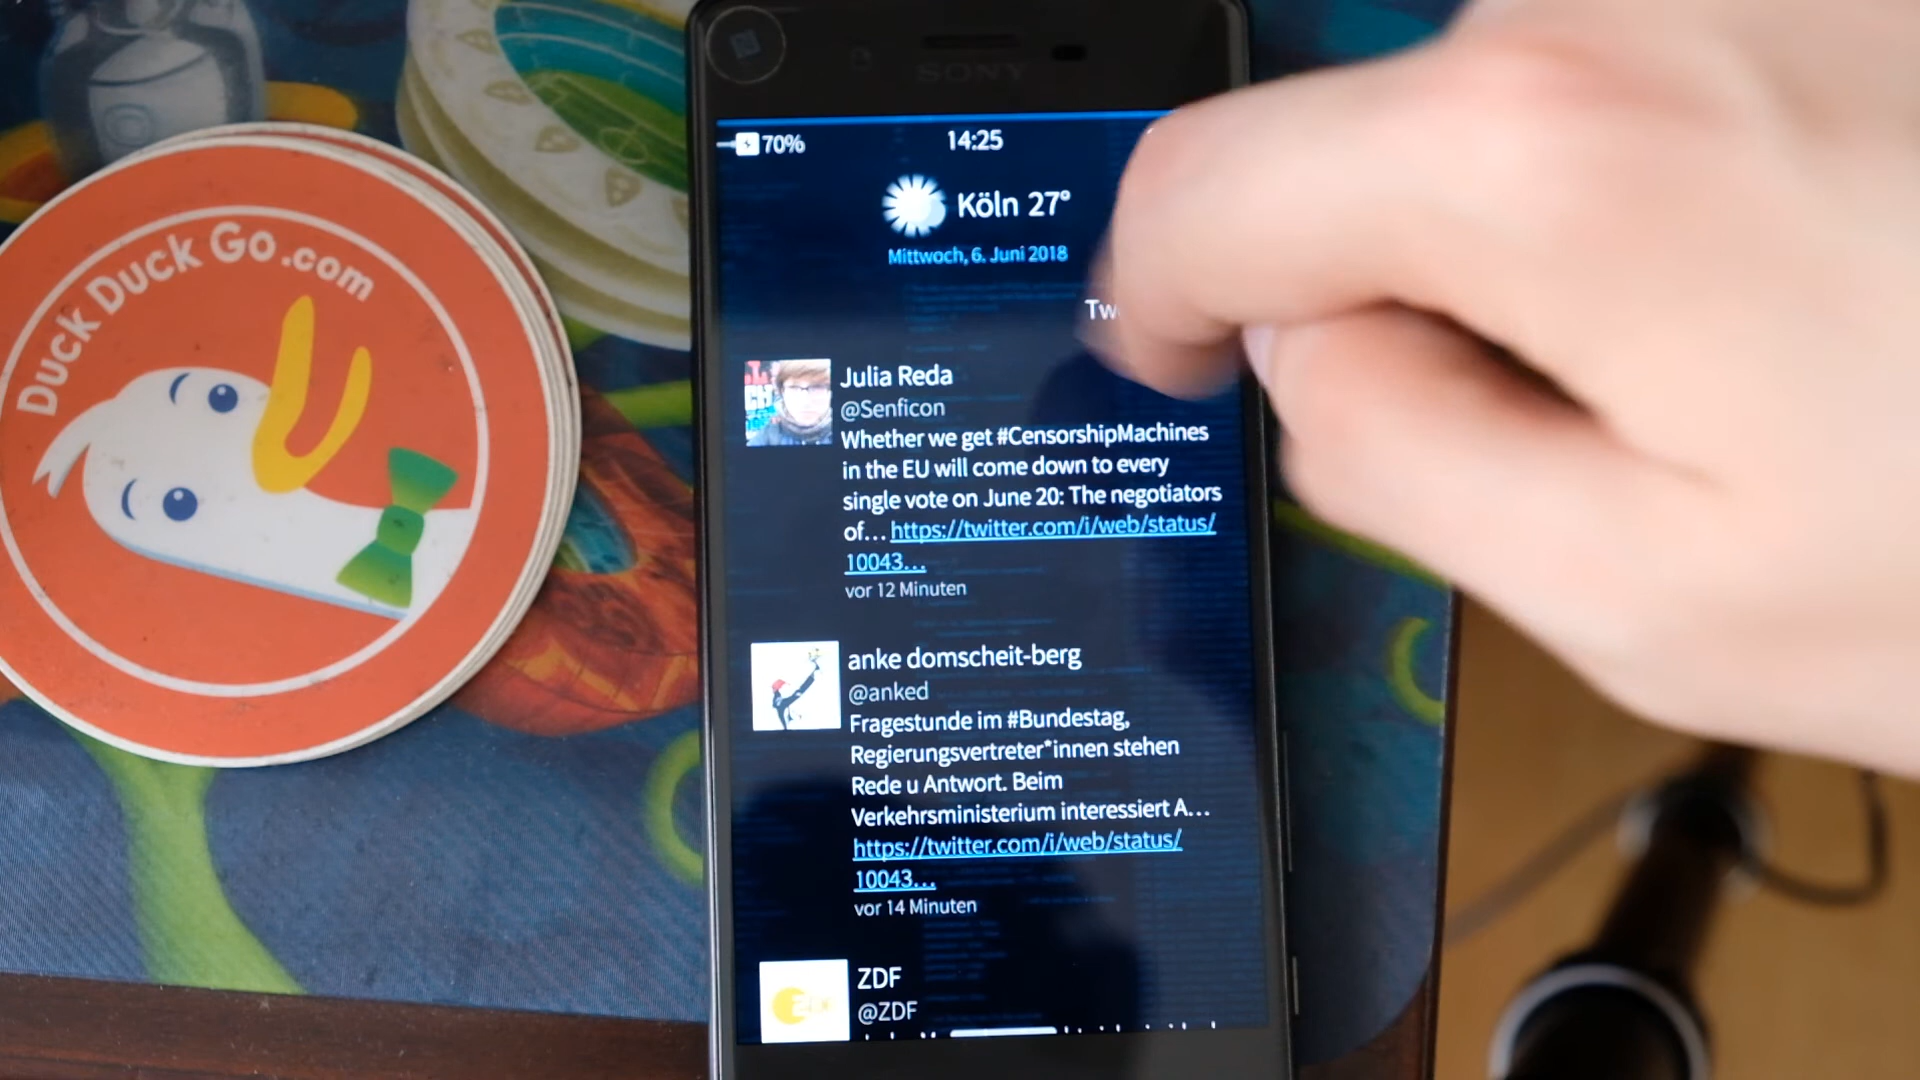 Duck Duck Go.com
SONY
70%
14:25
Köln 27°
Mittwoch, 6. Juni 2018
Tw
Julia Reda
@Senficon
Whether we get #CensorshipMachines
in the EU will come down to every
single vote on June 20: The negotiators
of... https://twitter.com/i/web/status/
10043...
vor 12 Minuten
anke domscheit-berg
@anked
Fragestunde im #Bundestag,
Regierungsvertreter*innen stehen
Rede u Antwort. Beim
Verkehrsministerium interessiert A...
https://twitter.com/i/web/status/
10043...
vor 14 Minuten
ZDF
ZDF
@ZDF